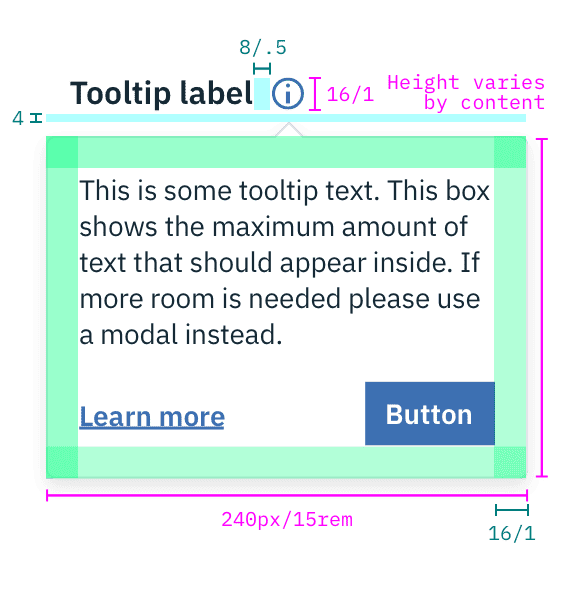 8/.5
Tooltip label
16/1
Height varies
by content
4
This is some tooltip text. This box
shows the maximum amount of
text that should appear inside. If
more room is needed please use
a modal instead.
Learn more
Button
240px/15rem
16/1